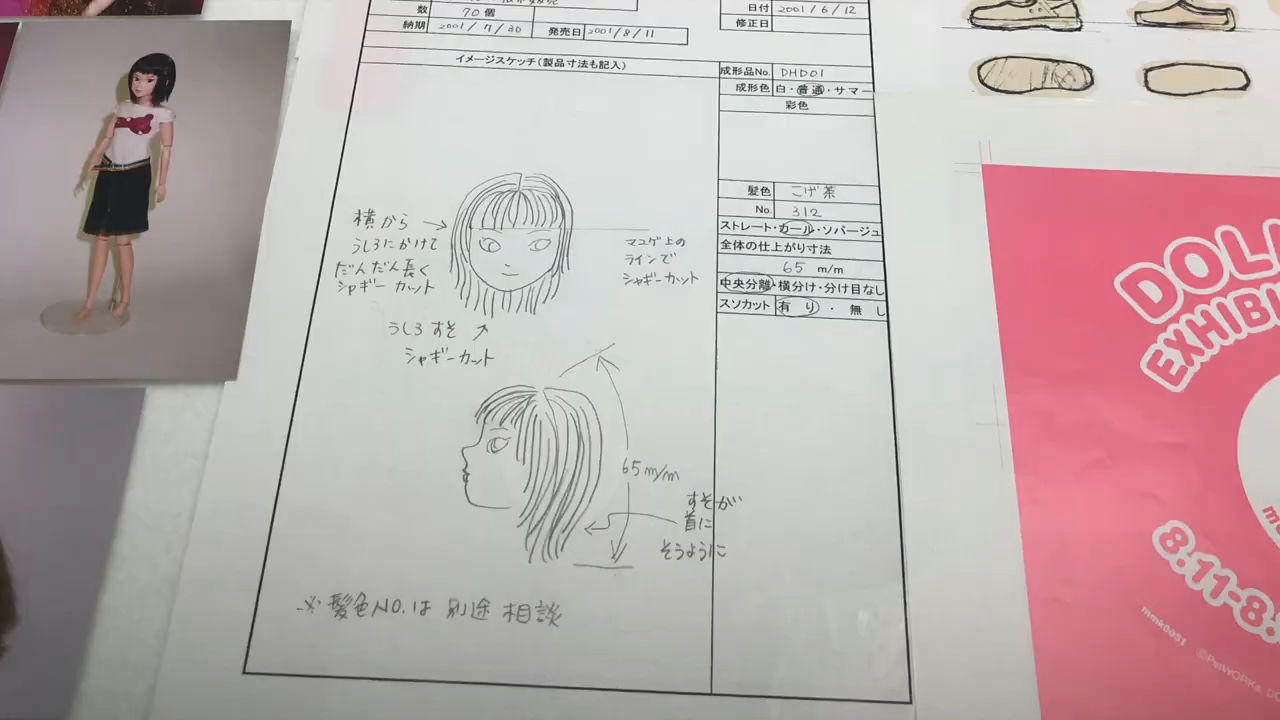 数 70個
日付 2001/6/12
納期 2001/7/30 発売日 2001/8/11
修正日
イメージスケッチ(製品寸法も記入)
成形品No. DHD01
成形色 白・普通・サマー
彩色
髪色 こげ茶
No. 312
ストレート・カール・ソバージュ
全体の仕上がり寸法
65 m/m
中央分離・横分け・分け目なし
スソカット 有り・無し
横から
うしろにかけて
だんだん長く
シャギーカット
マユゲ上の
ラインで
シャギーカット
うしろすそ
シャギーカット
65 m/m
すそが
首に
そうように
※髪色NO.は別途相談
DOLL
EXHIBI
8.11-8.
mmk0051
©PetWORKs